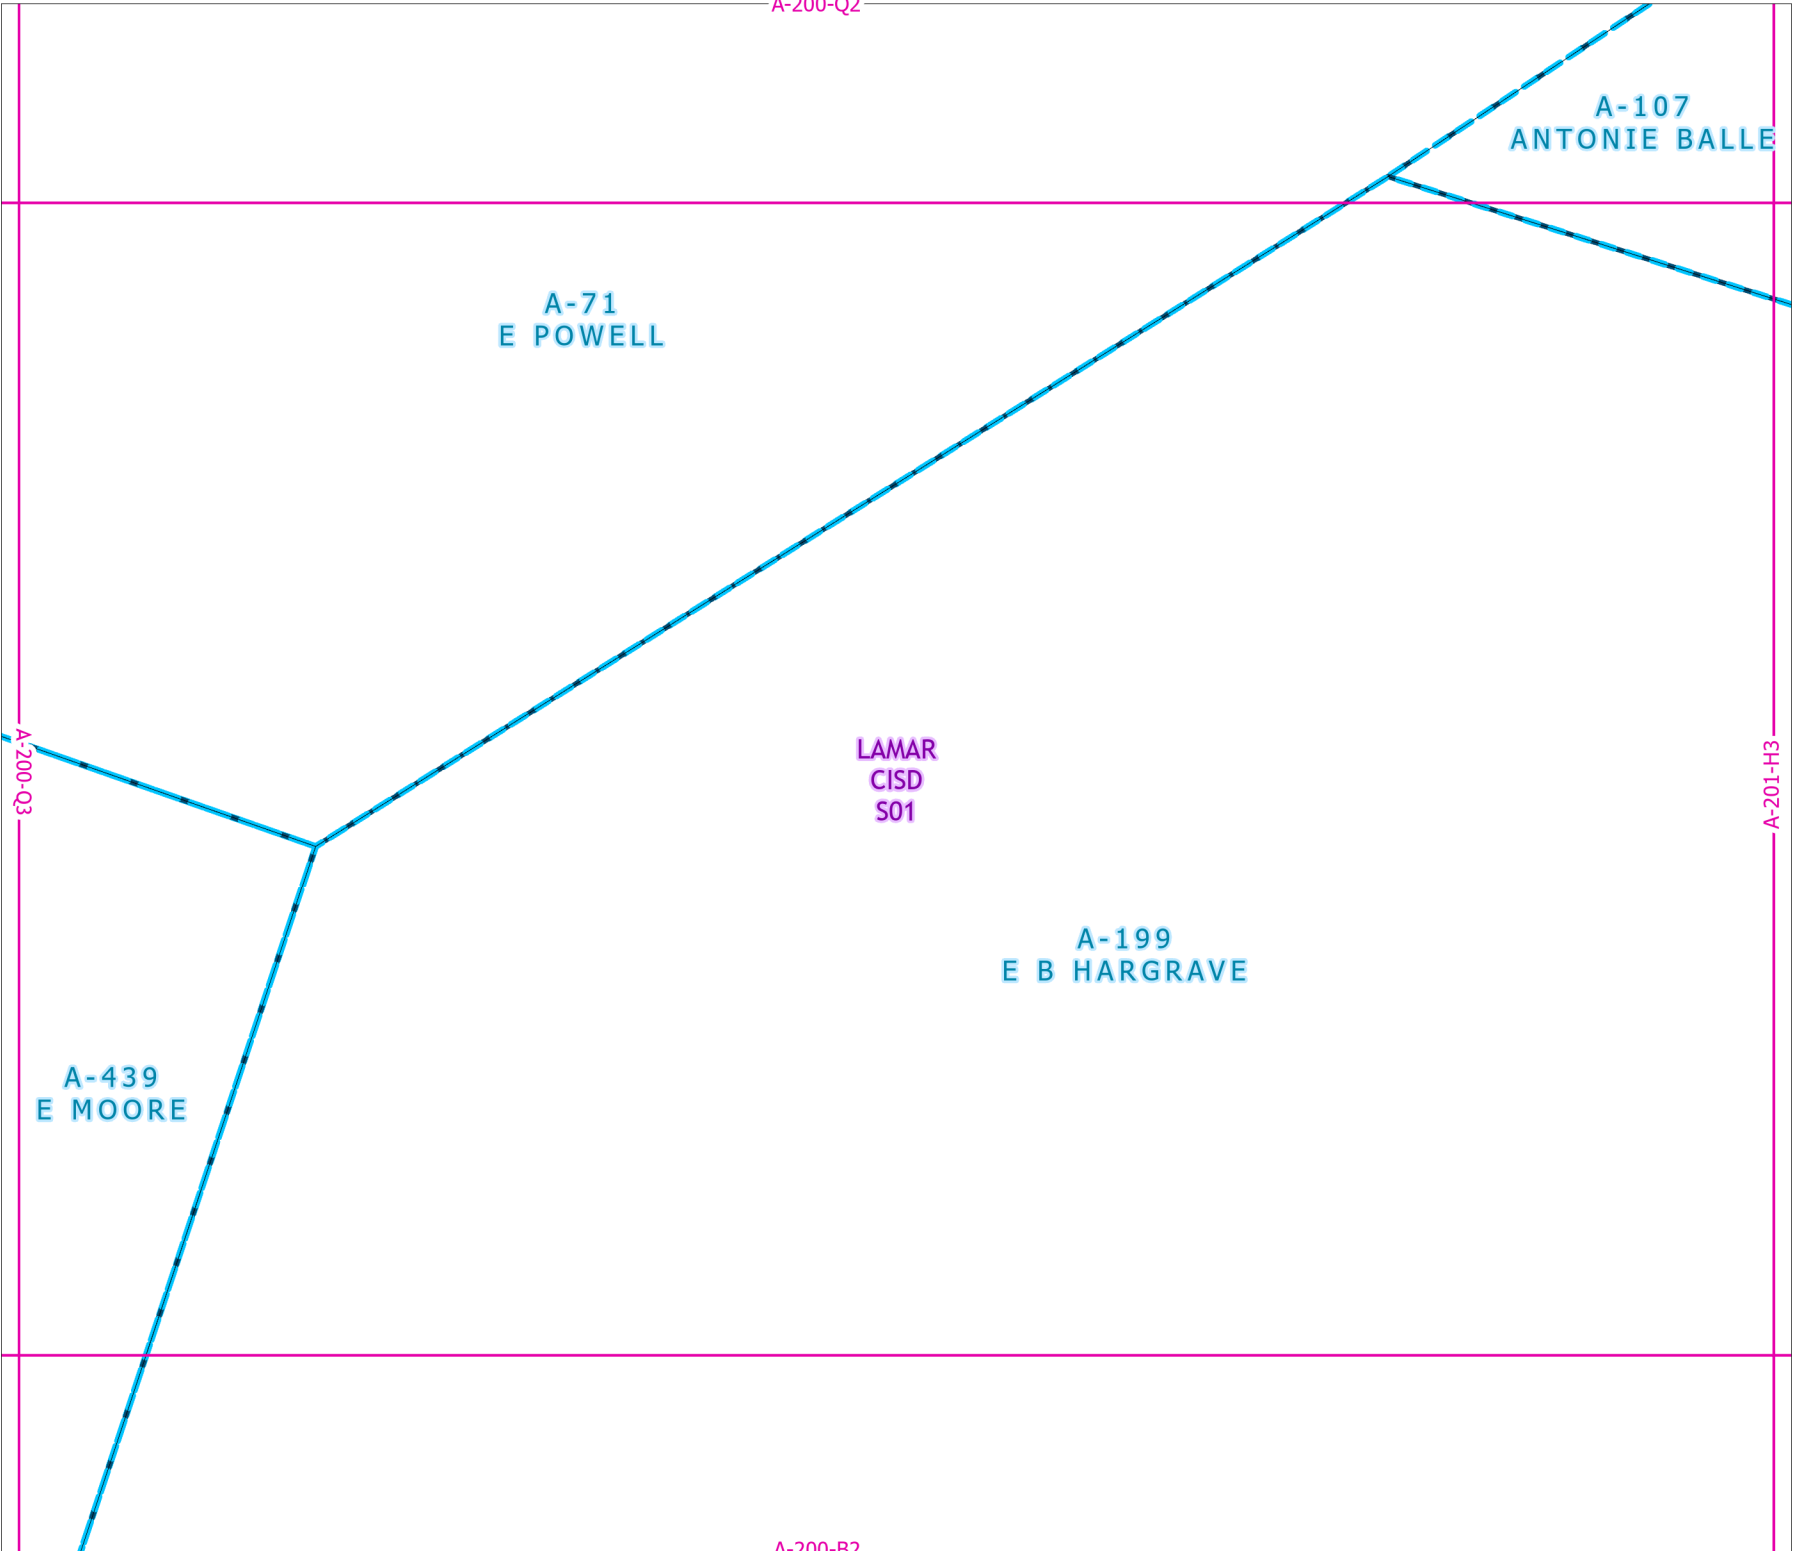 A-200-Q2
A-107
ANTONIE BALLE
A-71
E POWELL
A-200-Q3
LAMAR
CISD
S01
A-201-H3
A-199
E B HARGRAVE
A-439
E MOORE
A-200-B2